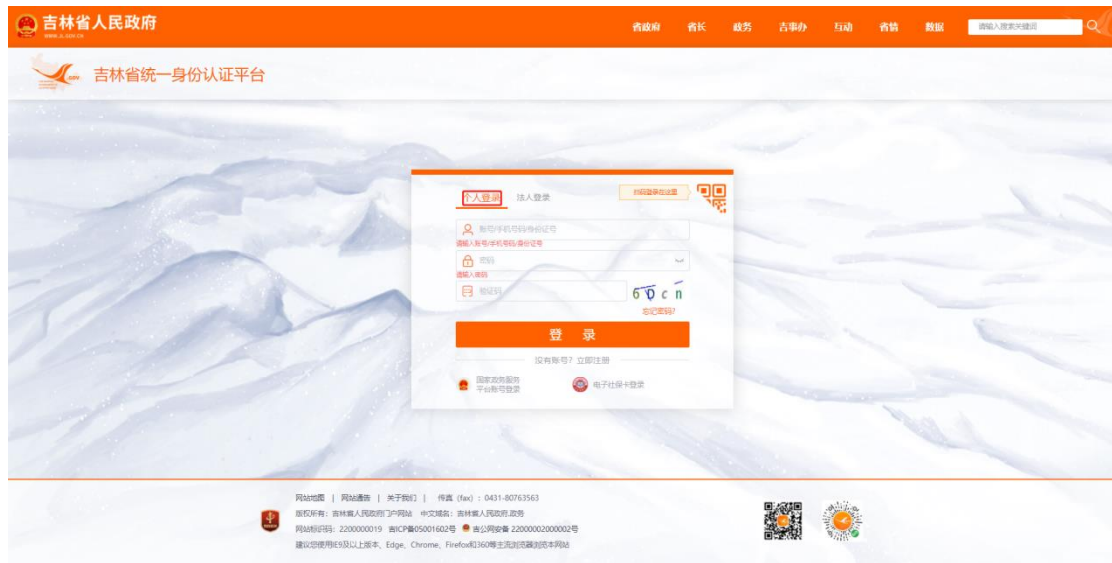 吉林省人民政府
WWW.JL.GOV.CN
省政府 省长 政务 吉事办 互动 省情 数据 请输入搜索关键词
.GOV 吉林省统一身份认证平台
个人登录 法人登录 扫码登录在这里
账号/手机号码/身份证号
请输入账号/手机号码/身份证号
密码
请输入密码
验证码 6 D c n
忘记密码?
登 录
没有账号? 立即注册
国家政务服务
平台账号登录
电子社保卡登录
网站地图 | 网站通告 | 关于我们 | 传真 (fax) : 0431-80763563
版权所有: 吉林省人民政府门户网站 中文域名: 吉林省人民政府.政务
网站标识码: 2200000019 吉ICP备05001602号 吉公网安备 22000002000002号
建议您使用IE9及以上版本、Edge、Chrome、Firefox和360等主流浏览器浏览本网站